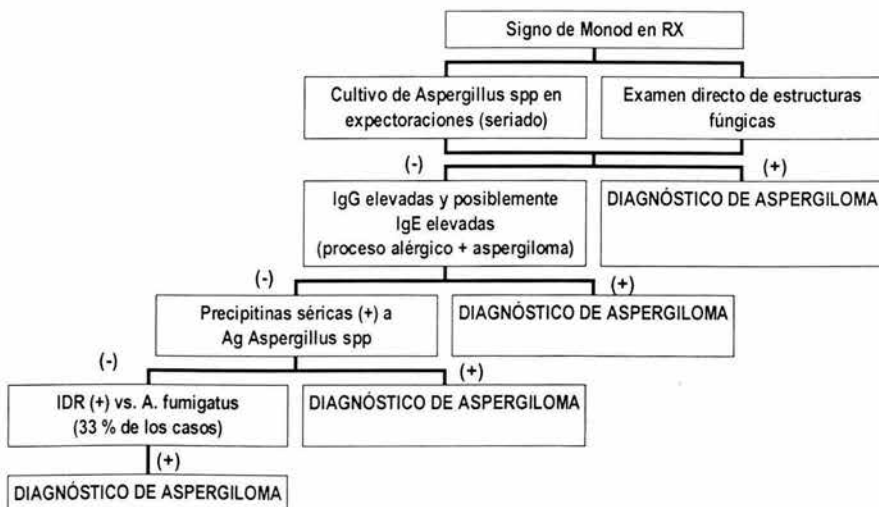 Signo de Monod en RX
Cultivo de Aspergillus spp en
expectoraciones (seriado)
Examen directo de estructuras
fúngicas
(-)
(+)
IgG elevadas y posiblemente
IgE elevadas
(proceso alérgico + aspergiloma)
DIAGNÓSTICO DE ASPERGILOMA
(-)
(+)
Precipitinas séricas (+) a
Ag Aspergillus spp
DIAGNÓSTICO DE ASPERGILOMA
(-)
(+)
IDR (+) vs. A. fumigatus
(33 % de los casos)
DIAGNÓSTICO DE ASPERGILOMA
(+)
DIAGNÓSTICO DE ASPERGILOMA